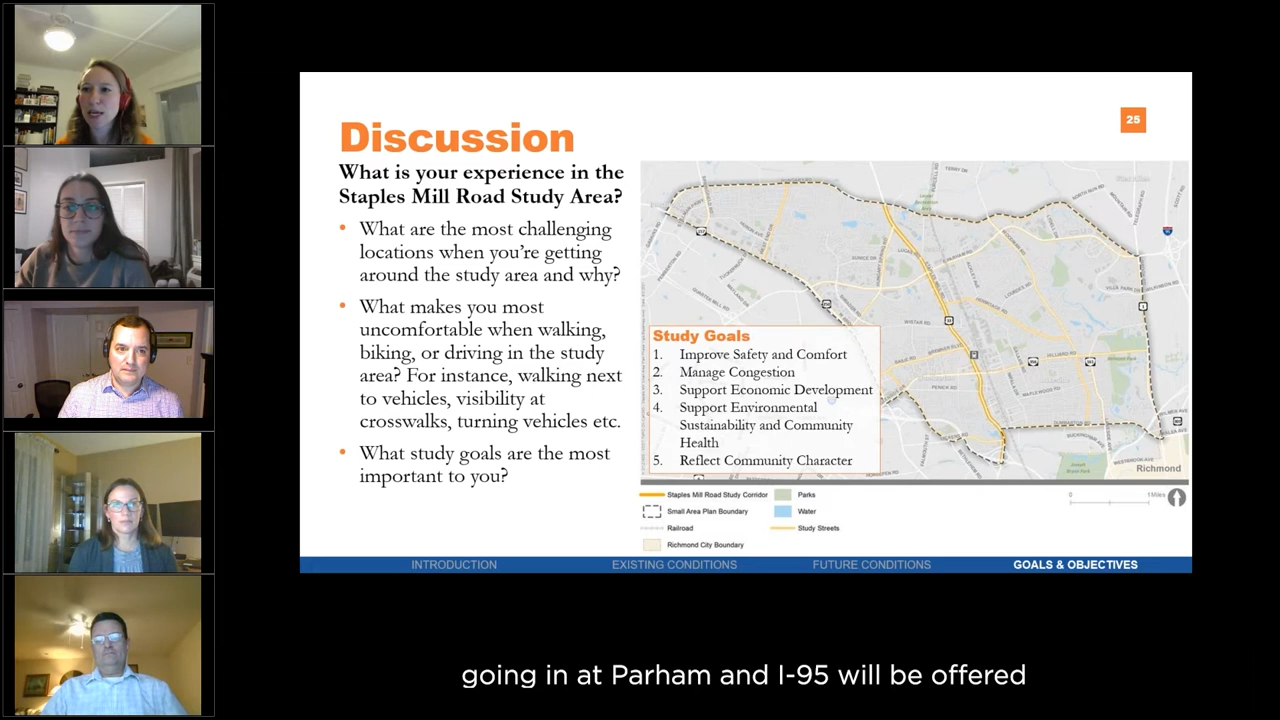 25
Discussion
What is your experience in the
Staples Mill Road Study Area?
• What are the most challenging
locations when you're getting
around the study area and why?
• What makes you most
uncomfortable when walking,
biking, or driving in the study
area? For instance, walking next
to vehicles, visibility at
crosswalks, turning vehicles etc.
• What study goals are the most
important to you?
Study Goals
1. Improve Safety and Comfort
2. Manage Congestion
3. Support Economic Development
4. Support Environmental
Sustainability and Community
Health
5. Reflect Community Character
Richmond
Staples Mill Road Study Corridor
Parks
0 1 Miles
Small Area Plan Boundary
Water
Railroad
Study Streets
Richmond City Boundary
INTRODUCTION
EXISTING CONDITIONS
FUTURE CONDITIONS
GOALS & OBJECTIVES
going in at Parham and I-95 will be offered